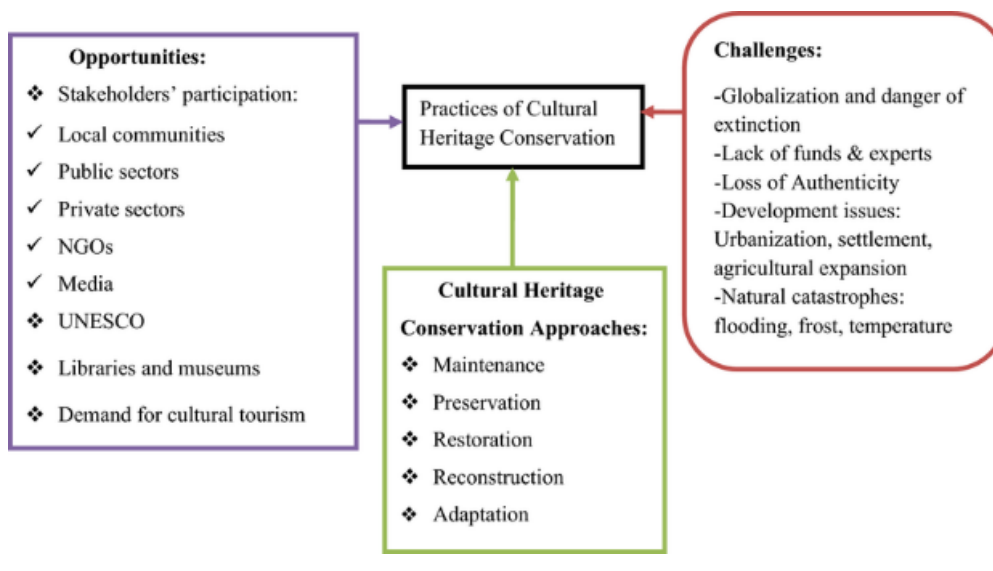 Opportunities:
❖ Stakeholders' participation:
✓ Local communities
✓ Public sectors
✓ Private sectors
✓ NGOs
✓ Media
❖ UNESCO
❖ Libraries and museums
❖ Demand for cultural tourism
Practices of Cultural
Heritage Conservation
Cultural Heritage
Conservation Approaches:
❖ Maintenance
❖ Preservation
❖ Restoration
❖ Reconstruction
❖ Adaptation
Challenges:
-Globalization and danger of
extinction
-Lack of funds & experts
-Loss of Authenticity
-Development issues:
Urbanization, settlement,
agricultural expansion
-Natural catastrophes:
flooding, frost, temperature